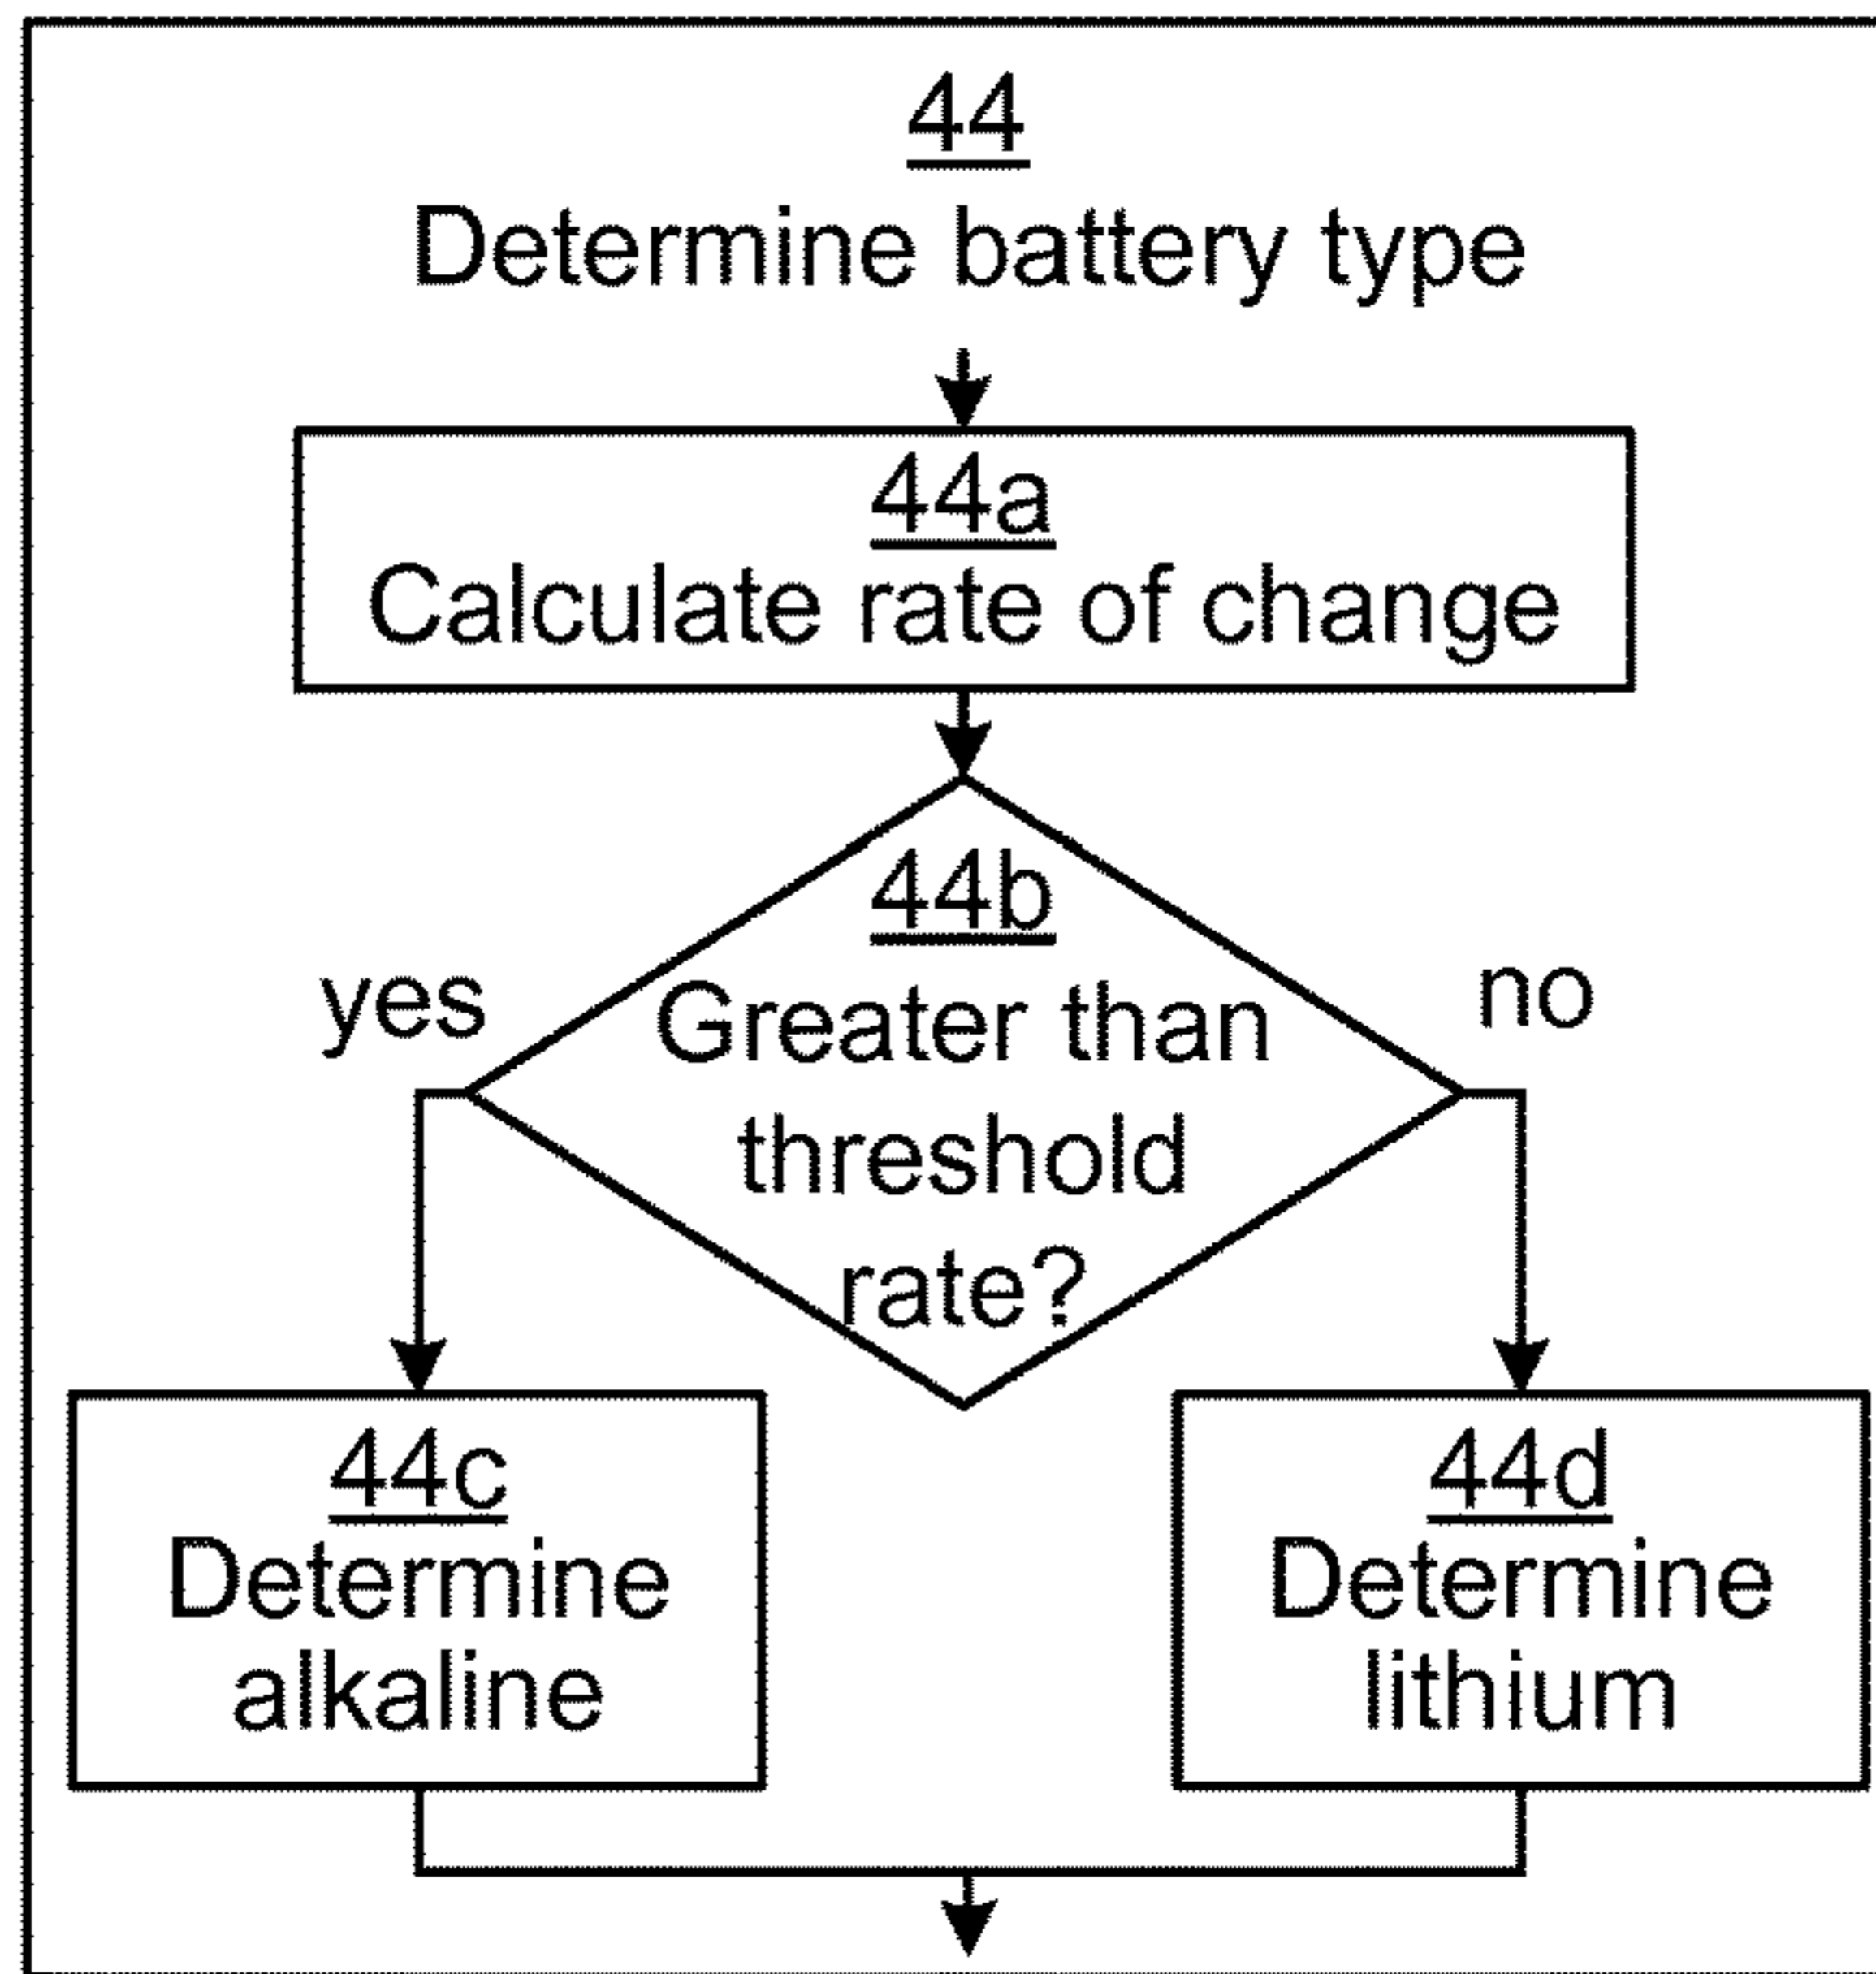 44
Determine battery type
44a
Calculate rate of change
44b
Greater than
threshold
rate?
yes
no
44c
Determine
alkaline
44d
Determine
lithium